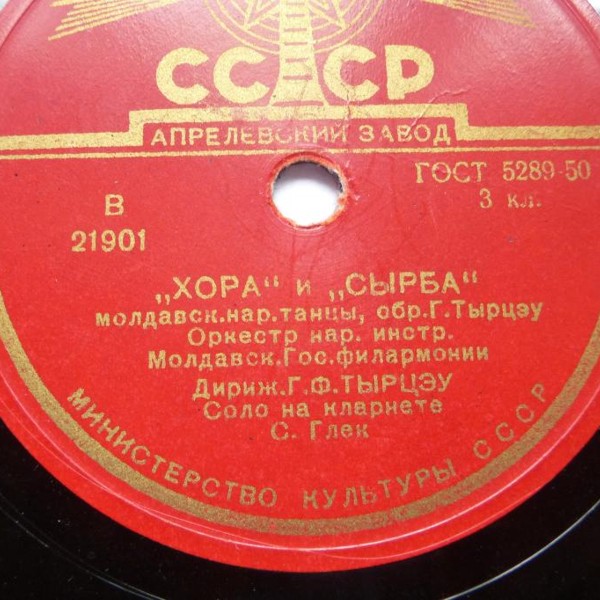 СССР
АПРЕЛЕВСКИЙ ЗАВОД
ГОСТ 5289-50
3 кл.
В
21901
„ХОРА“ и „СЫРБА“
молдавск.нар.танцы, обр.Г.Тырцэу
Оркестр нар. инстр.
Молдавск.Гос.филармонии
Дириж.Г.Ф.ТЫРЦЭУ
Соло на кларнете
С. Глек
МИНИСТЕРСТВО КУЛЬТУРЫ СССР